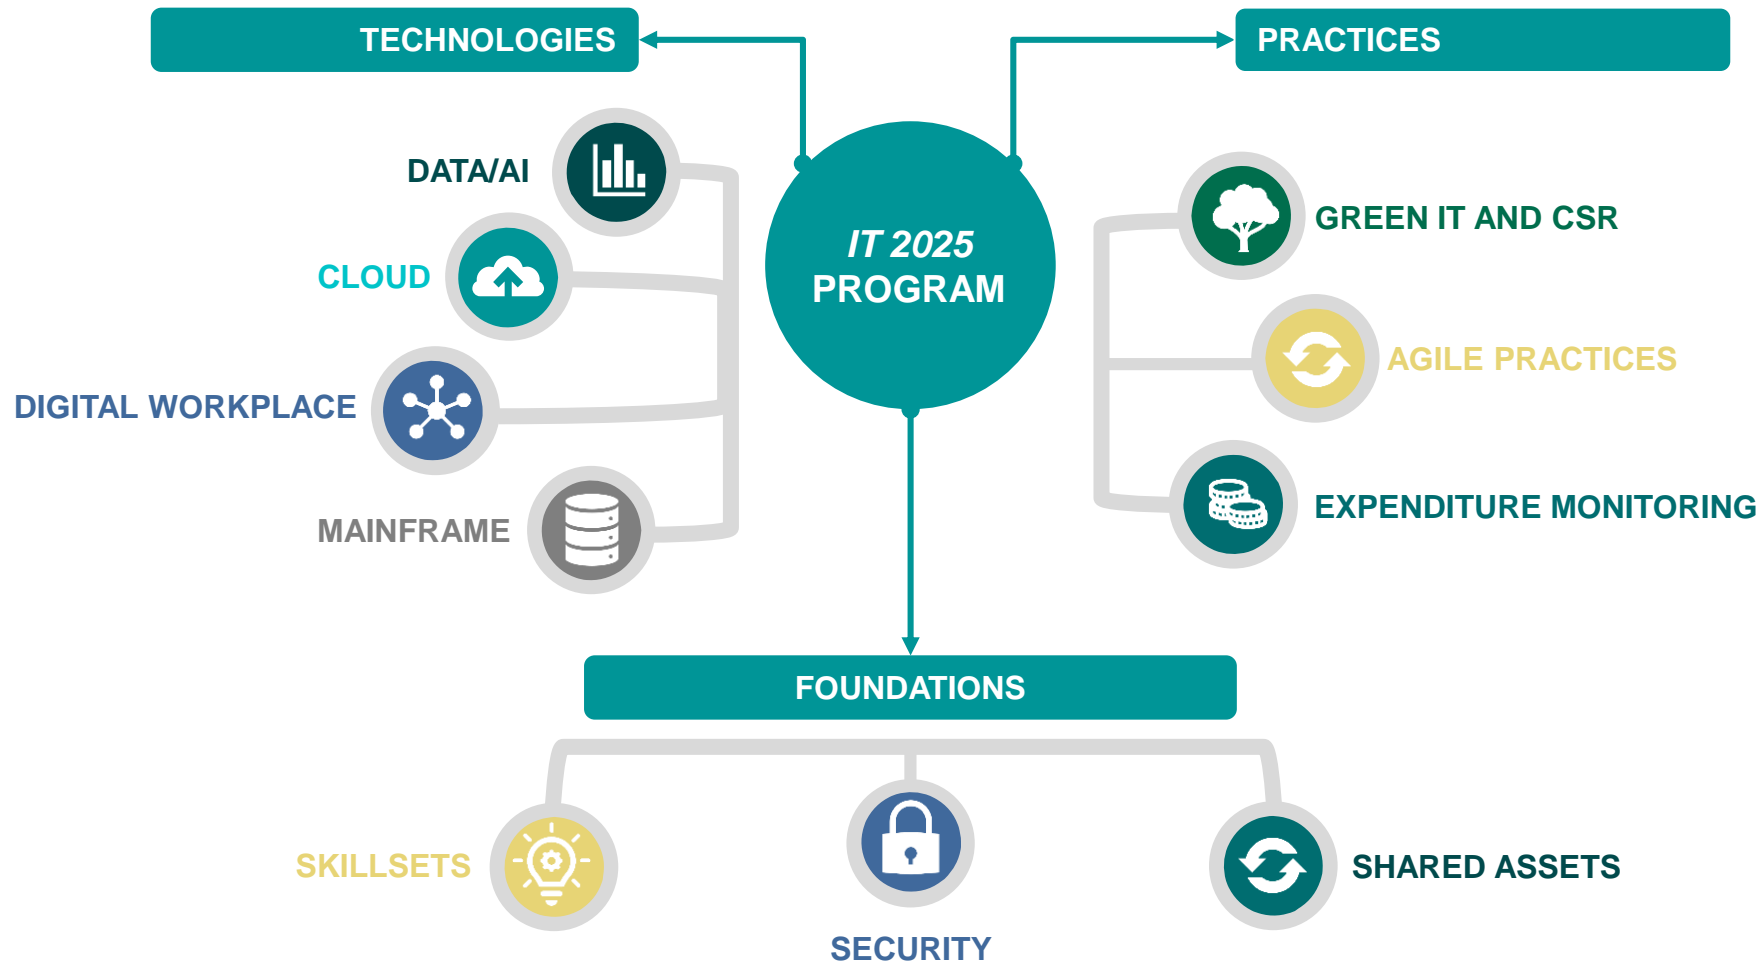 TECHNOLOGIES
PRACTICES
DATA/AI
CLOUD
DIGITAL WORKPLACE
MAINFRAME
IT 2025
PROGRAM
GREEN IT AND CSR
AGILE PRACTICES
EXPENDITURE MONITORING
FOUNDATIONS
SKILLSETS
SECURITY
SHARED ASSETS